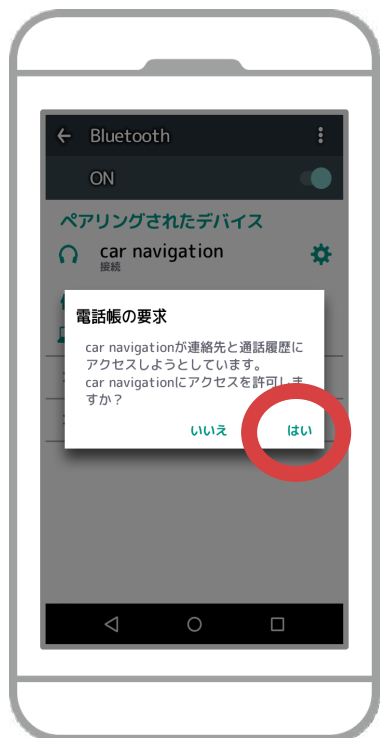 Bluetooth
ON
ペアリングされたデバイス
car navigation
接続
電話帳の要求
car navigationが連絡先と通話履歴に
アクセスしようとしています。
car navigationにアクセスを許可しま
すか？
いいえ はい